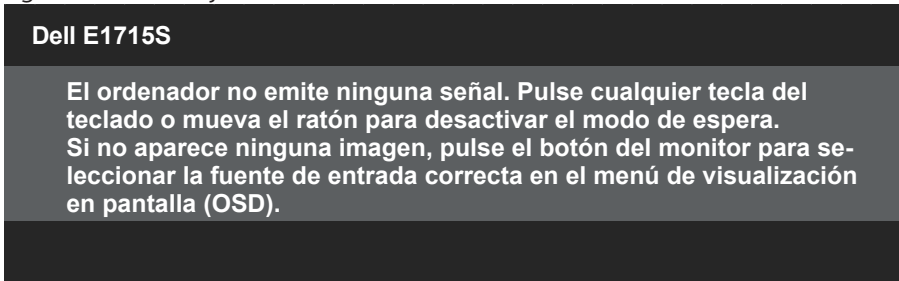 Dell E1715S
El ordenador no emite ninguna señal. Pulse cualquier tecla del
teclado o mueva el ratón para desactivar el modo de espera.
Si no aparece ninguna imagen, pulse el botón del monitor para se-
leccionar la fuente de entrada correcta en el menú de visualización
en pantalla (OSD).